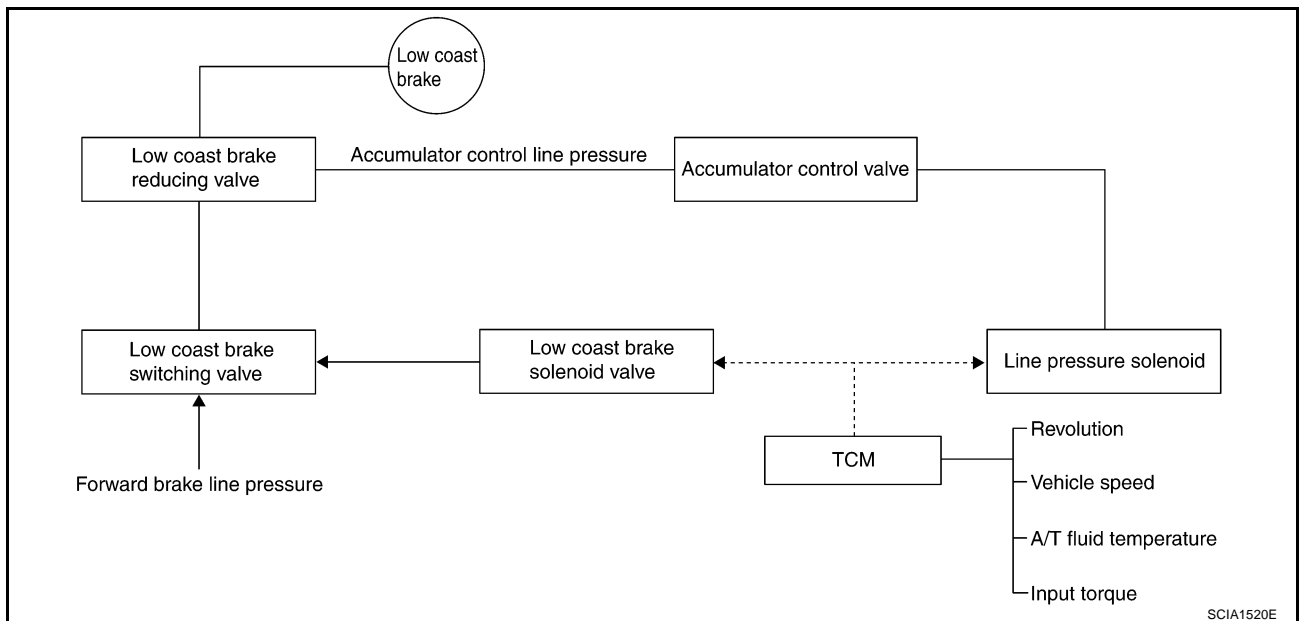 Low coast
brake
Low coast brake
reducing valve
Accumulator control line pressure
Accumulator control valve
Low coast brake
switching valve
Low coast brake
solenoid valve
Line pressure solenoid
TCM
Revolution
Vehicle speed
A/T fluid temperature
Input torque
Forward brake line pressure
SCIA1520E